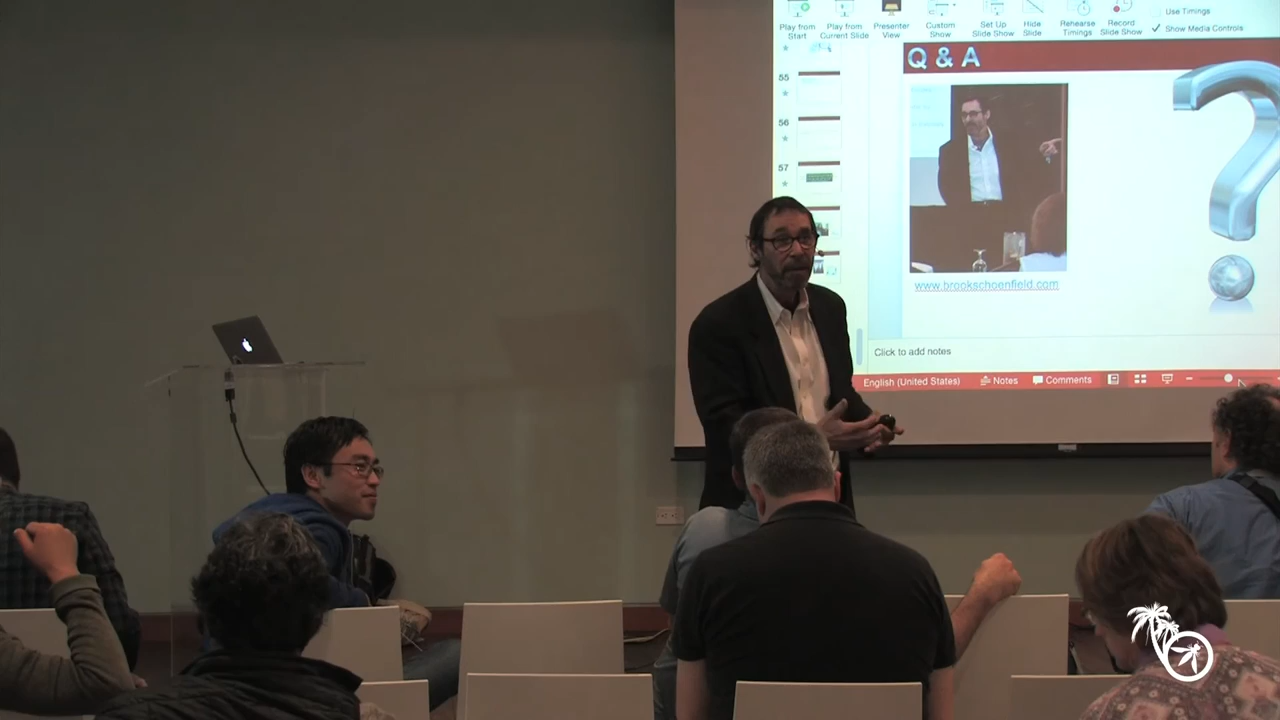 Play from Start
Play from Current Slide
Presenter View
Custom Show
Set Up Slide Show
Hide Slide
Rehearse Timings
Record Slide Show
Use Timings
Show Media Controls
55
56
57
Q & A
?
www.brookschoenfield.com
Click to add notes
English (United States)
Notes
Comments